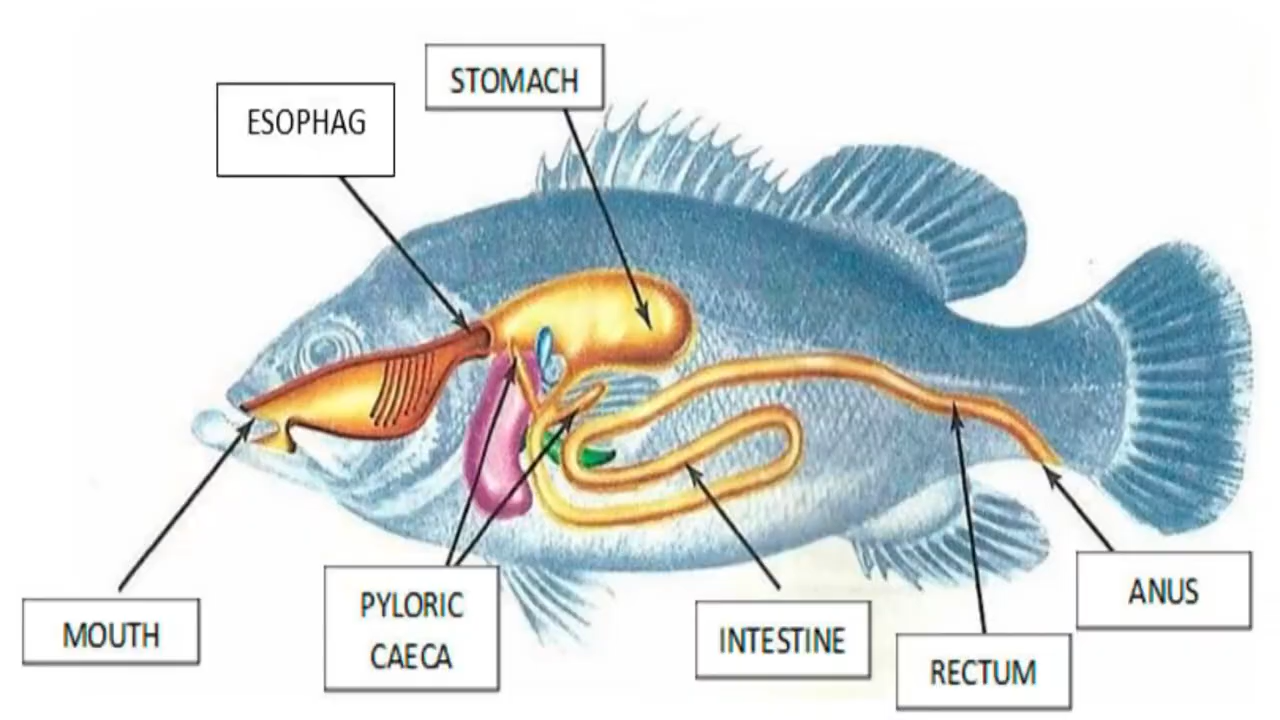 STOMACH
ESOPHAG
MOUTH
PYLORIC
CAECA
INTESTINE
RECTUM
ANUS